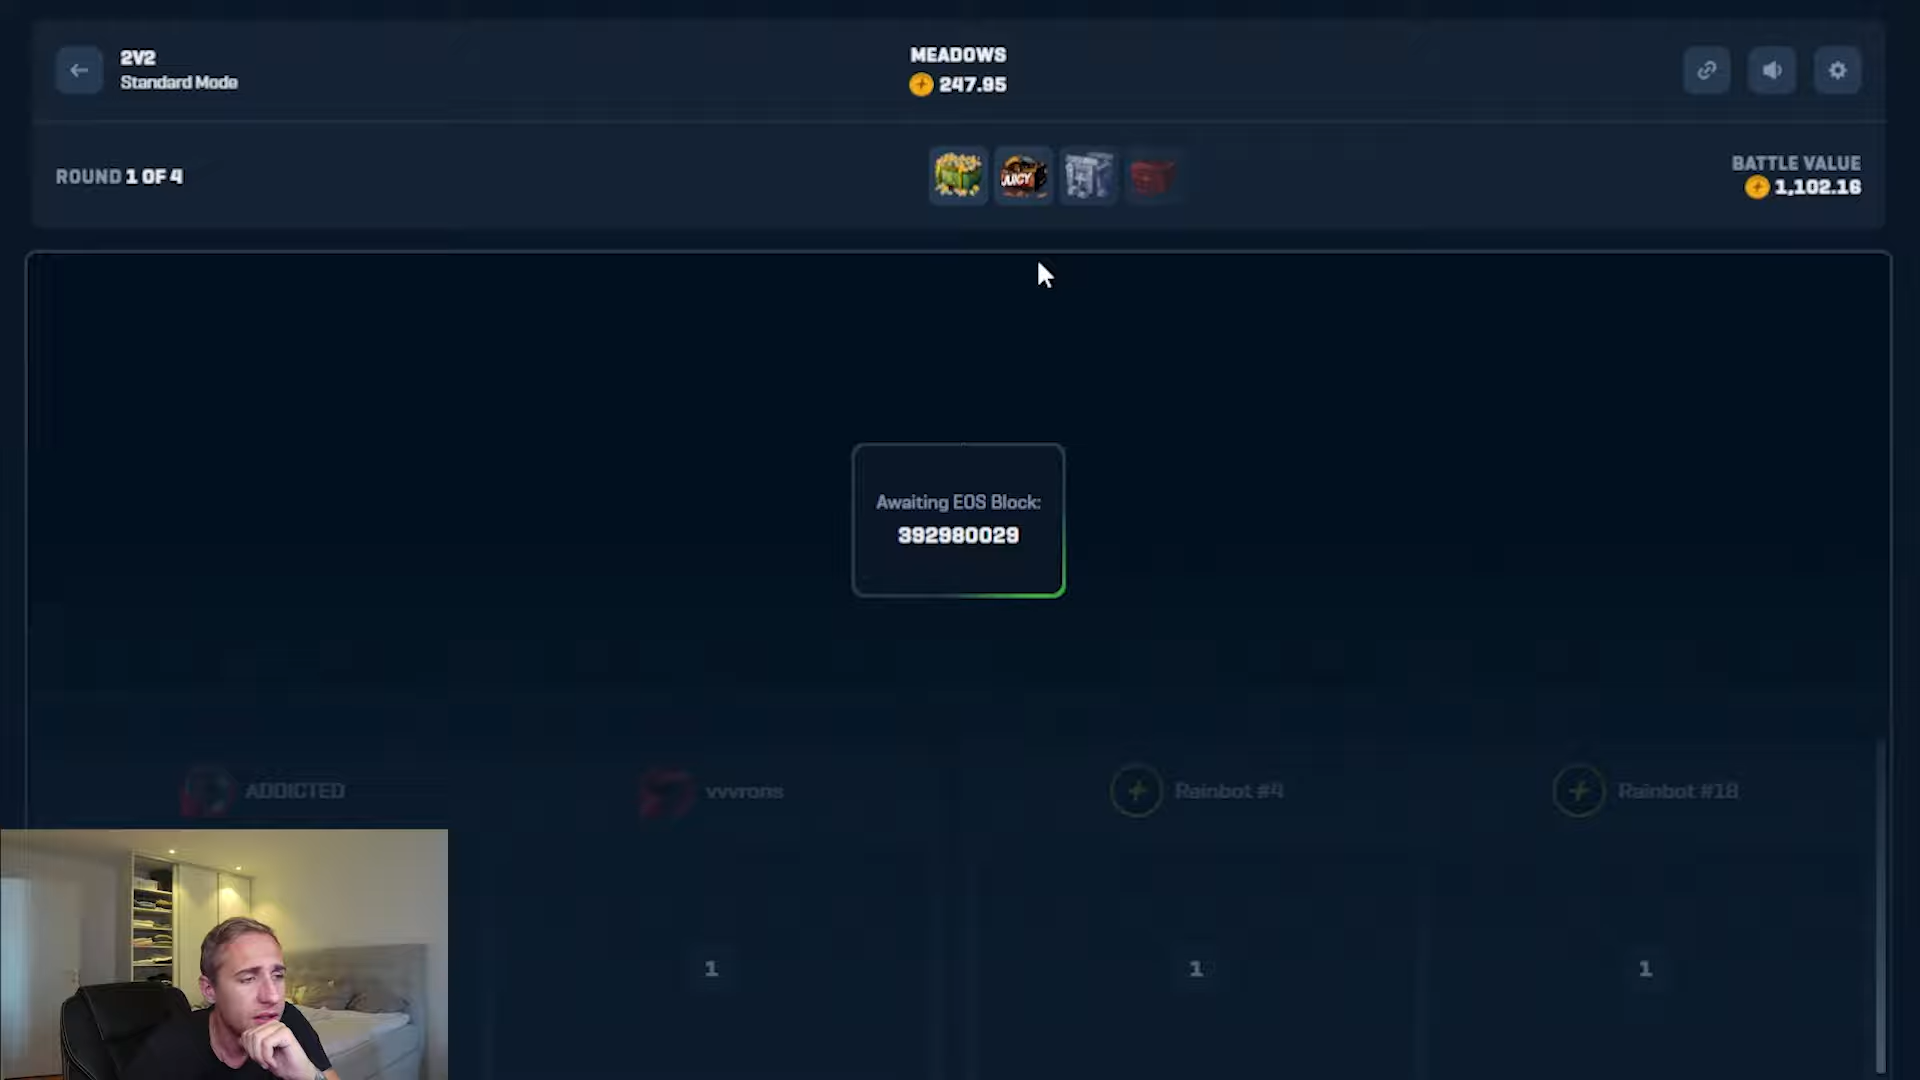 2V2
Standard Mode
MEADOWS
247.95
ROUND 1 OF 4
JUICY
BATTLE VALUE
1,102.16
Awaiting EOS Block:
392980029
ADDICTED
vvvrons
Rainbot #4
Rainbot #18
1
1
1